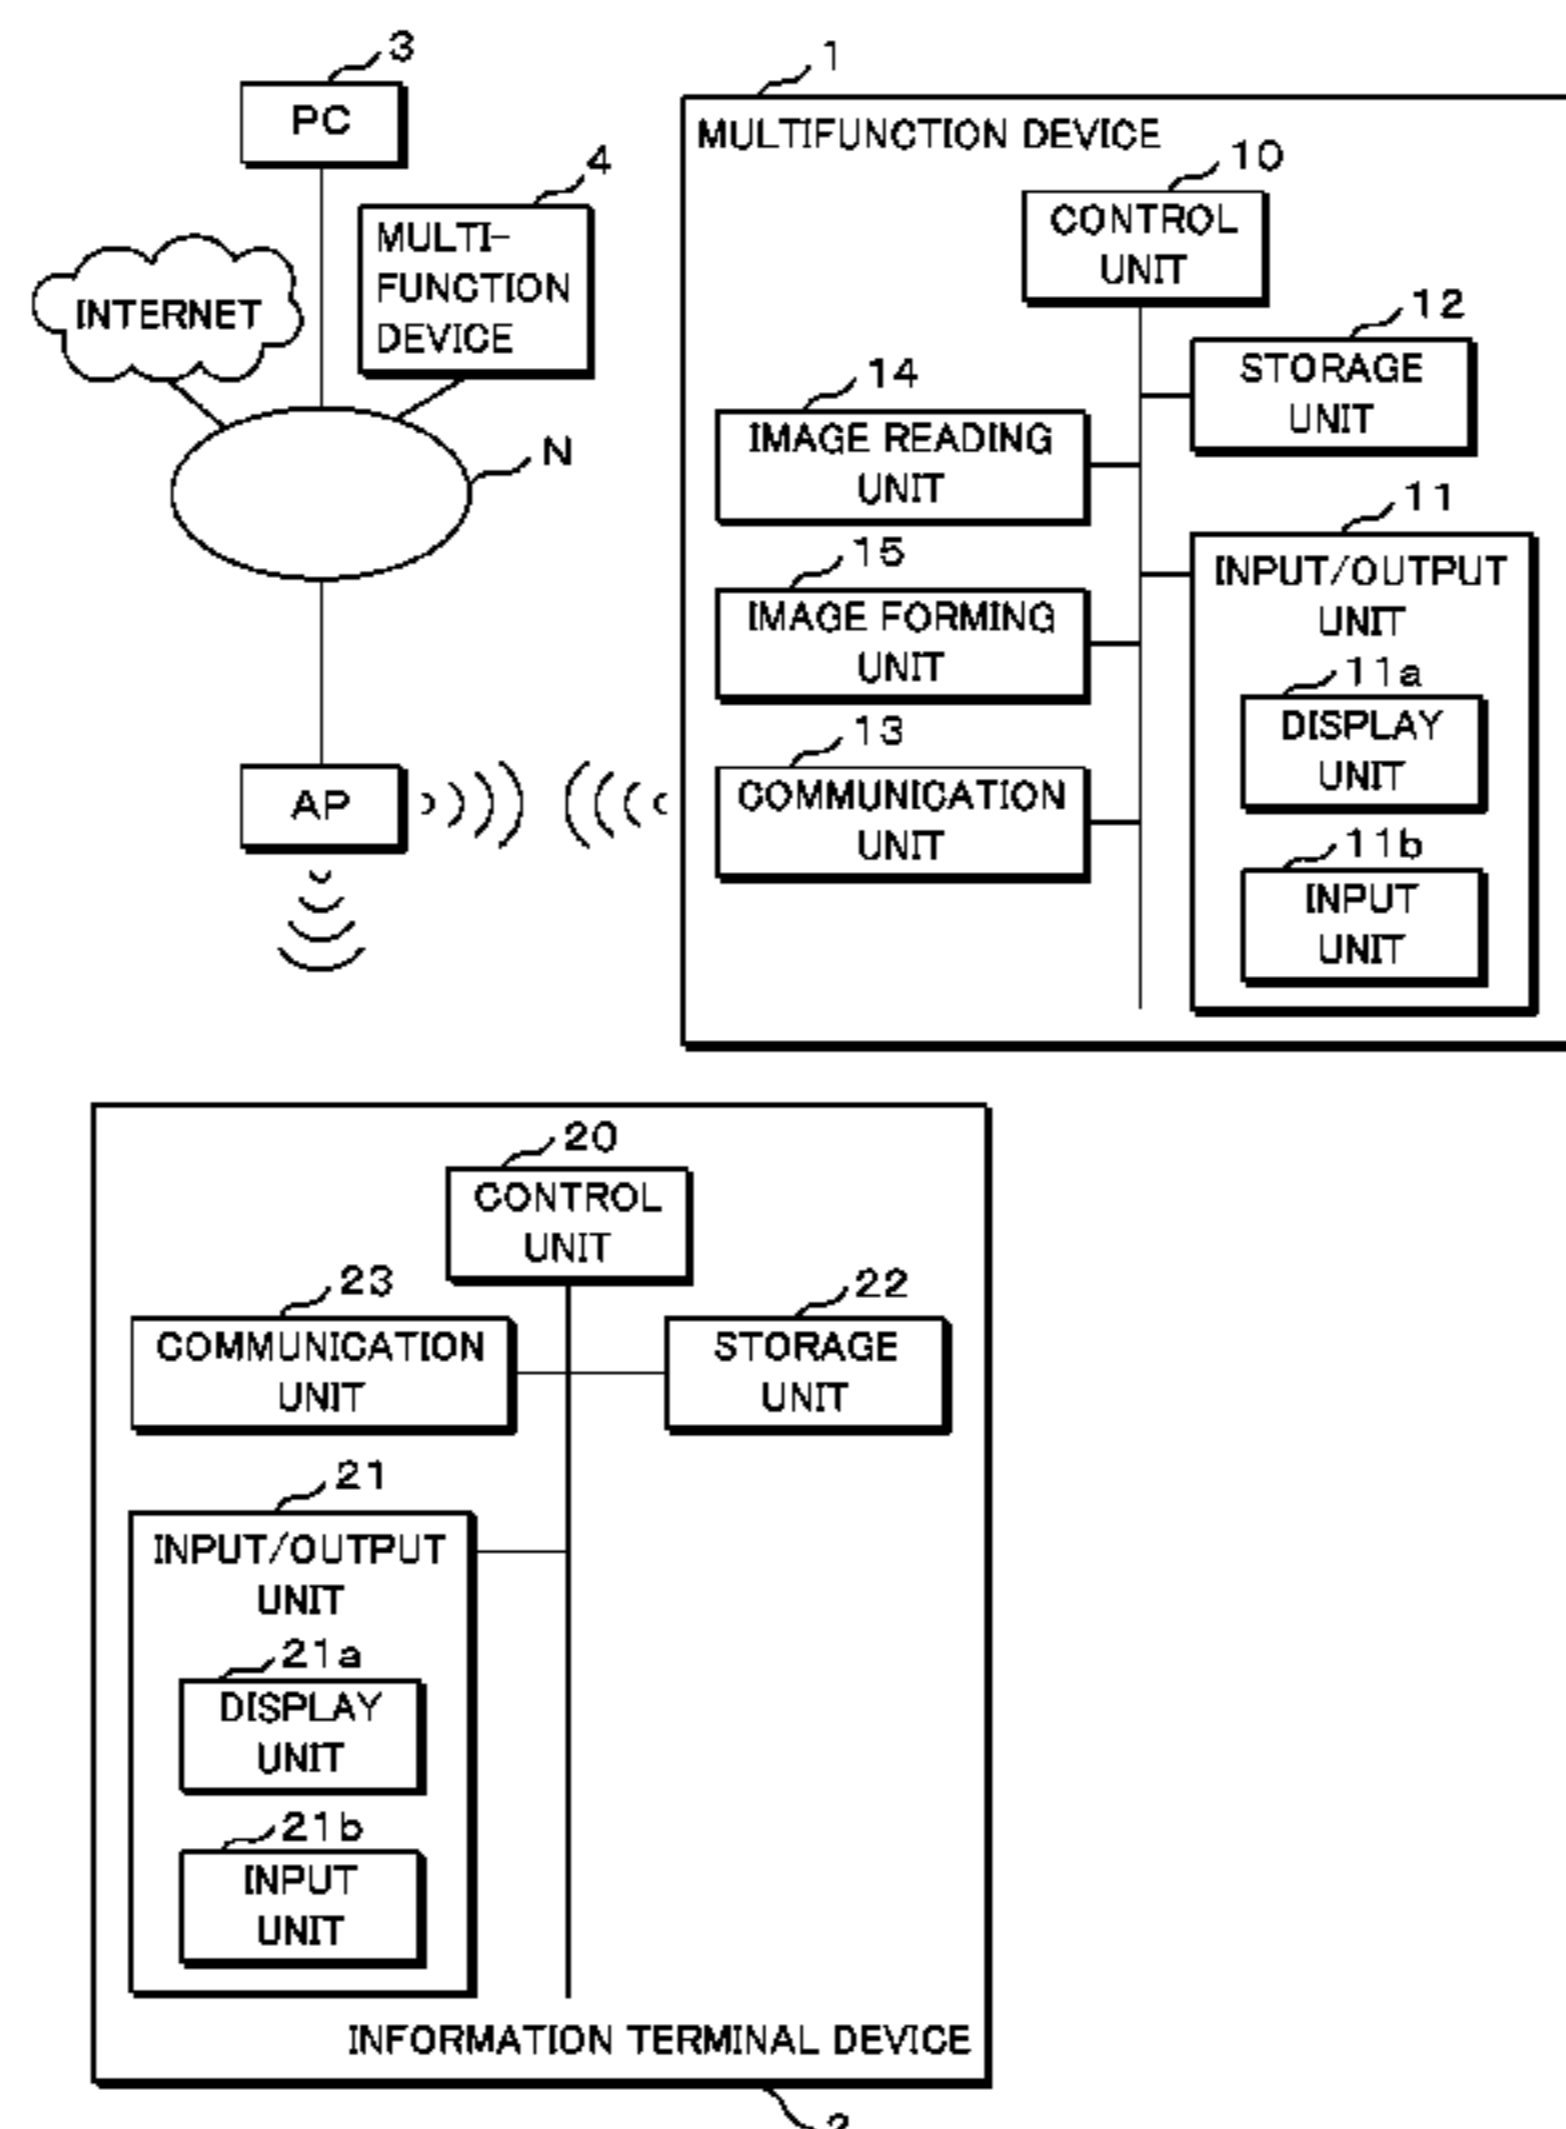 3
PC
4
MULTI-
FUNCTION
DEVICE
INTERNET
N
AP
1
MULTIFUNCTION DEVICE
10
CONTROL
UNIT
12
STORAGE
UNIT
14
IMAGE READING
UNIT
11
INPUT/OUTPUT
UNIT
15
IMAGE FORMING
UNIT
11a
DISPLAY
UNIT
13
COMMUNICATION
UNIT
11b
INPUT
UNIT
20
CONTROL
UNIT
23
COMMUNICATION
UNIT
22
STORAGE
UNIT
21
INPUT/OUTPUT
UNIT
21a
DISPLAY
UNIT
21b
INPUT
UNIT
INFORMATION TERMINAL DEVICE
2